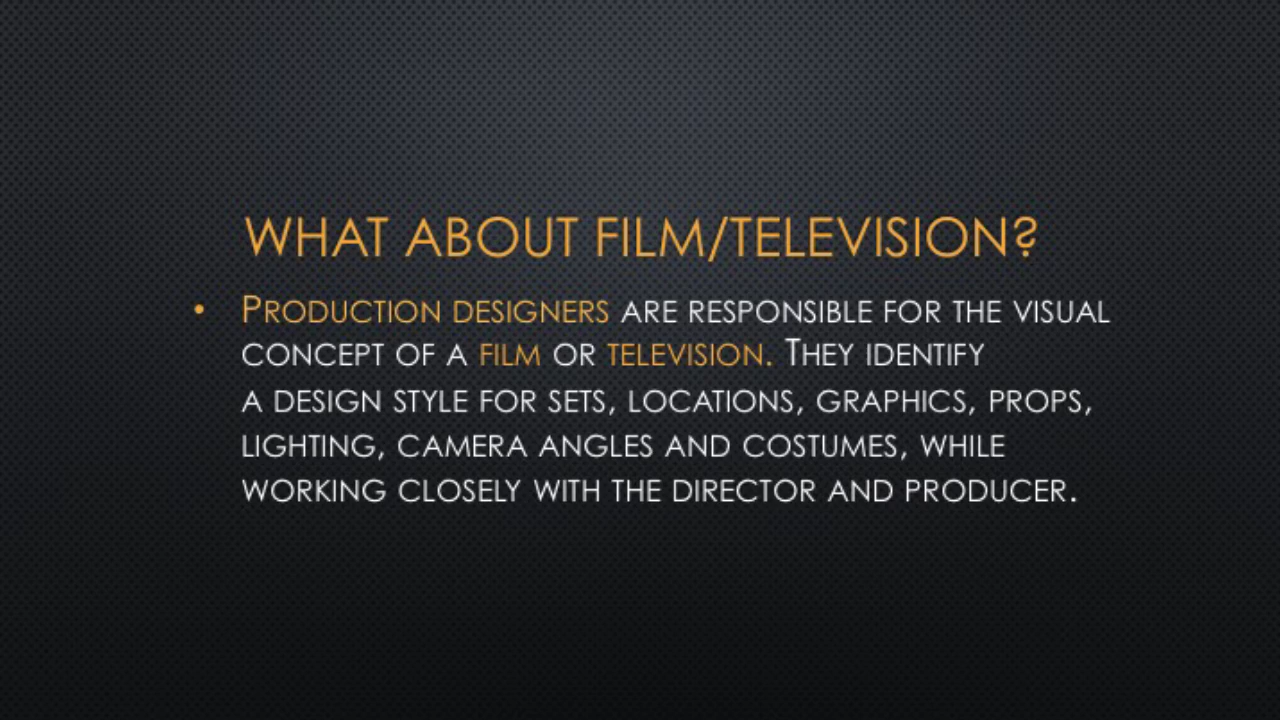 WHAT ABOUT FILM/TELEVISION?
• PRODUCTION DESIGNERS ARE RESPONSIBLE FOR THE VISUAL
CONCEPT OF A FILM OR TELEVISION. THEY IDENTIFY
A DESIGN STYLE FOR SETS, LOCATIONS, GRAPHICS, PROPS,
LIGHTING, CAMERA ANGLES AND COSTUMES, WHILE
WORKING CLOSELY WITH THE DIRECTOR AND PRODUCER.